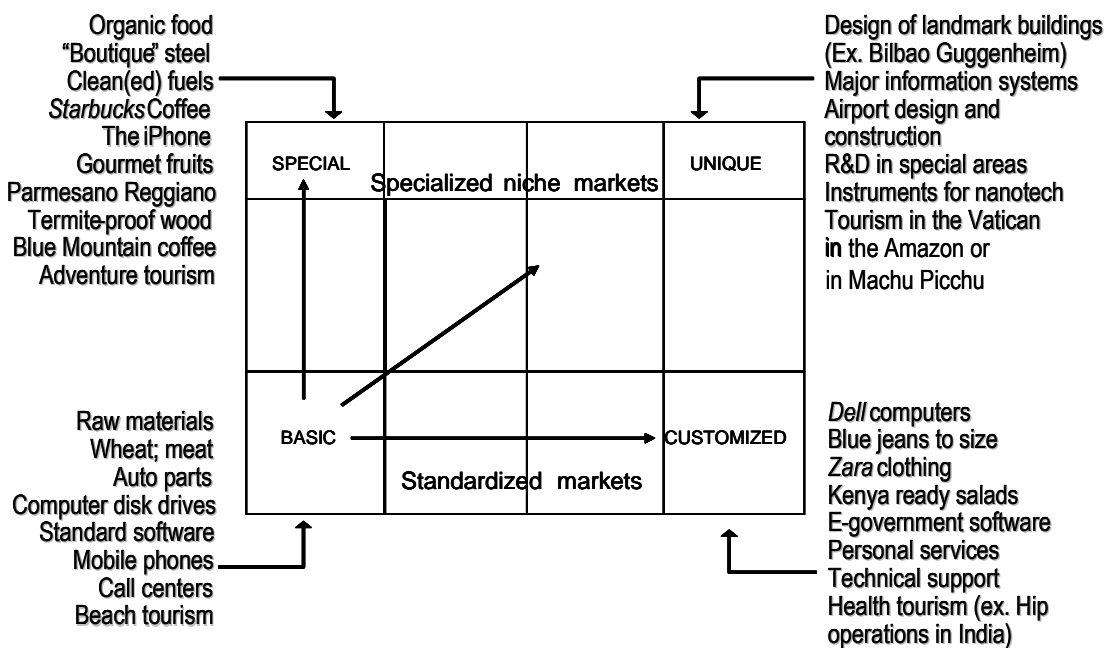 Organic food
“Boutique” steel
Clean(ed) fuels
Starbucks Coffee
The iPhone
Gourmet fruits
Parmesano Reggiano
Termite-proof wood
Blue Mountain coffee
Adventure tourism
Design of landmark buildings
(Ex. Bilbao Guggenheim)
Major information systems
Airport design and
construction
R&D in special areas
Instruments for nanotech
Tourism in the Vatican
in the Amazon or
in Machu Picchu
SPECIAL
UNIQUE
Specialized niche markets
BASIC
CUSTOMIZED
Standardized markets
Raw materials
Wheat; meat
Auto parts
Computer disk drives
Standard software
Mobile phones
Call centers
Beach tourism
Dell computers
Blue jeans to size
Zara clothing
Kenya ready salads
E-government software
Personal services
Technical support
Health tourism (ex. Hip
operations in India)